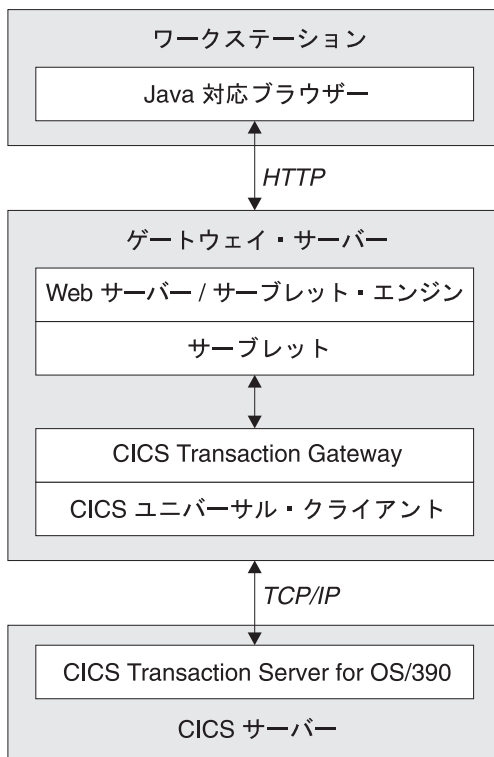 ワークステーション
Java 対応ブラウザー
HTTP
ゲートウェイ・サーバー
Web サーバー / サーブレット・エンジン
サーブレット
CICS Transaction Gateway
CICS ユニバーサル・クライアント
TCP/IP
CICS Transaction Server for OS/390
CICS サーバー